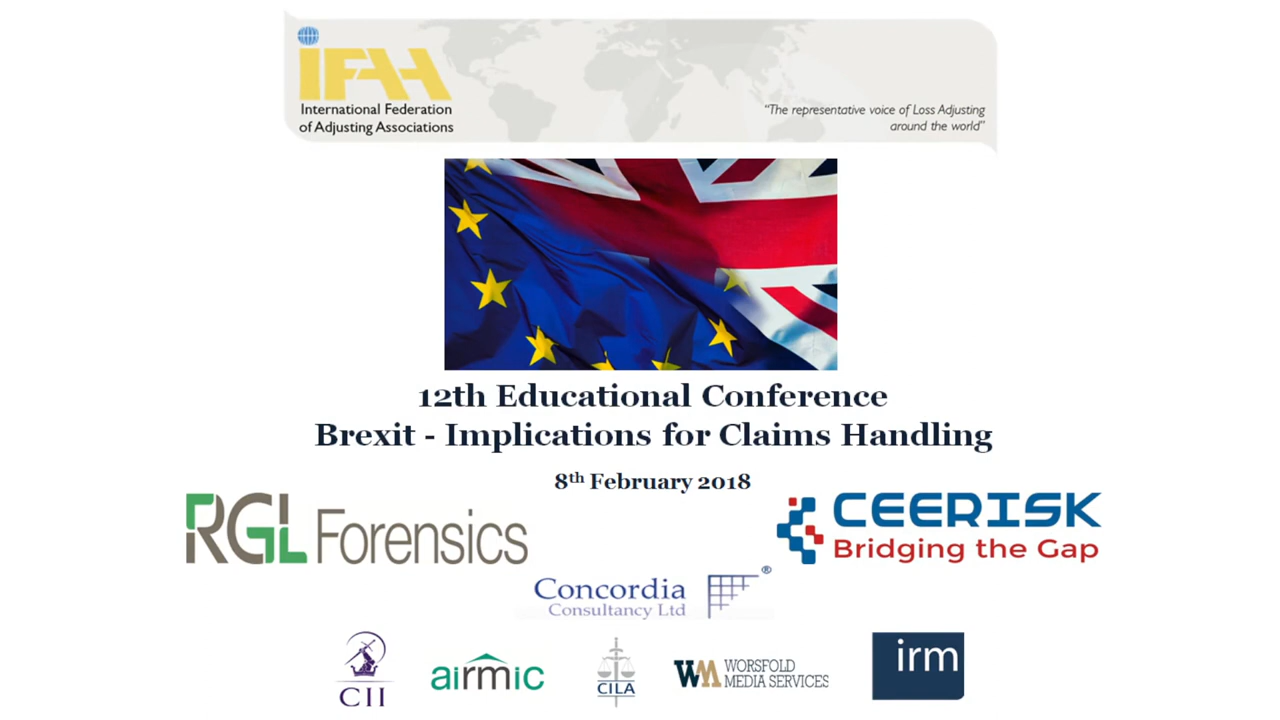 IFAA
International Federation
of Adjusting Associations
“The representative voice of Loss Adjusting
around the world”
12th Educational Conference
Brexit - Implications for Claims Handling
8th February 2018
RGL Forensics
CEERISK
Bridging the Gap
Concordia ®
Consultancy Ltd
CII
airmic
CILA
WM WORSFOLD
MEDIA SERVICES
irm